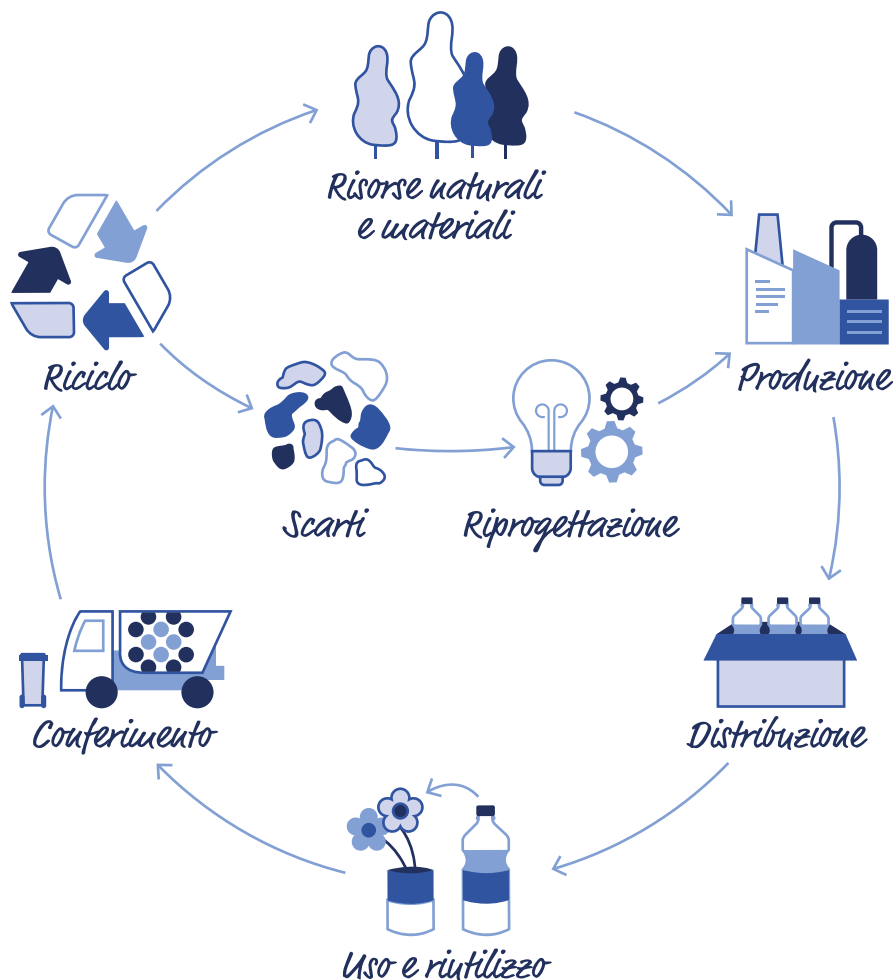 Risorse naturali
e materiali
Riciclo
Produzione
Scarti
Riprogettazione
Conferimento
Distribuzione
Uso e riutilizzo